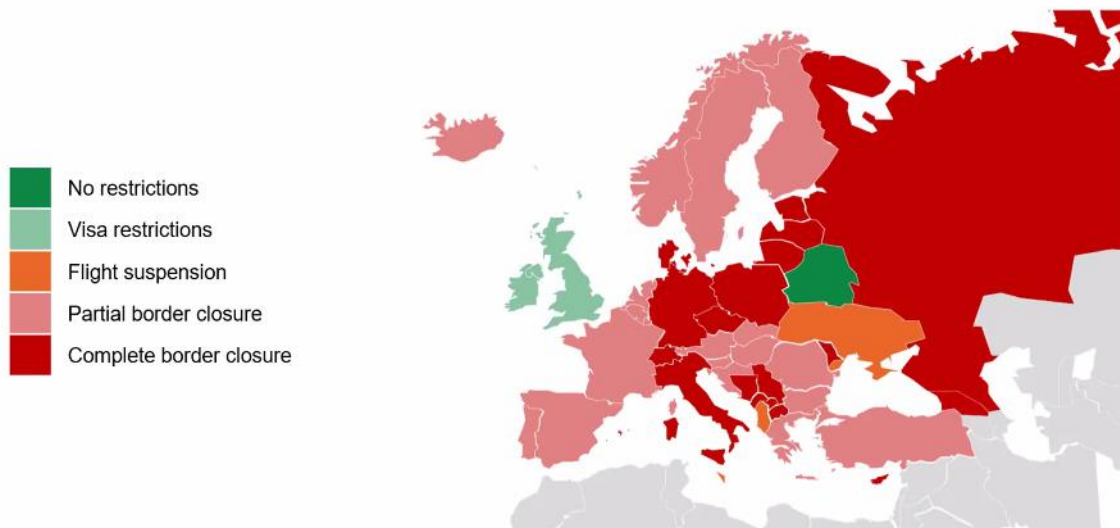 No restrictions
Visa restrictions
Flight suspension
Partial border closure
Complete border closure